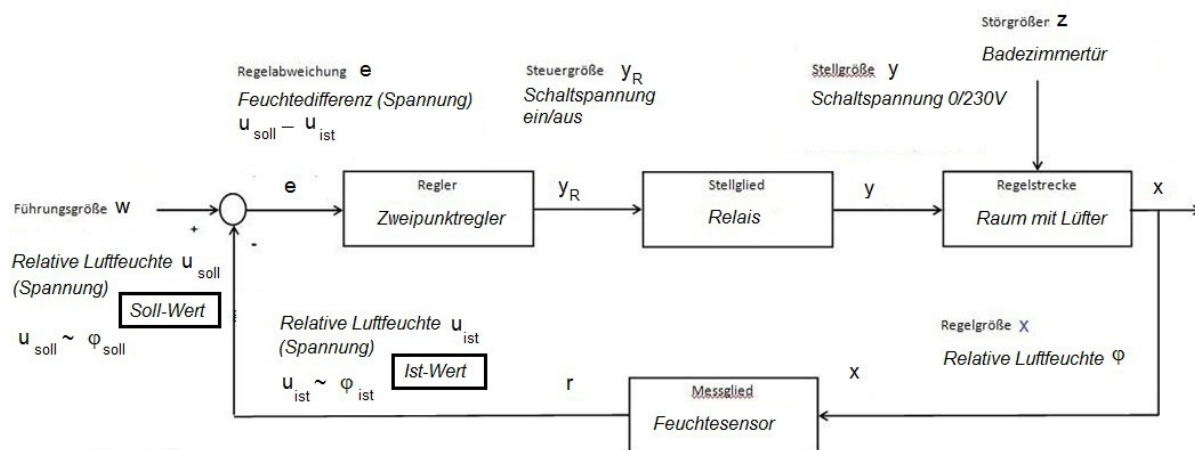 Störgrößer z
Badezimmertür
Regelabweichung e
Feuchtedifferenz (Spannung)
u soll – u ist
Steuergröße y R
Schaltspannung
ein/aus
Stellgröße y
Schaltspannung 0/230V
Führungsgröße w
+
-
e
Regler
Zweipunktregler
y R
Stellglied
Relais
y
Regelstrecke
Raum mit Lüfter
x
Relative Luftfeuchte u soll
(Spannung)
Soll-Wert
u soll ~ φ soll
Relative Luftfeuchte u ist
(Spannung)
Ist-Wert
u ist ~ φ ist
r
Messglied
Feuchtesensor
x
Regelgröße x
Relative Luftfeuchte φ